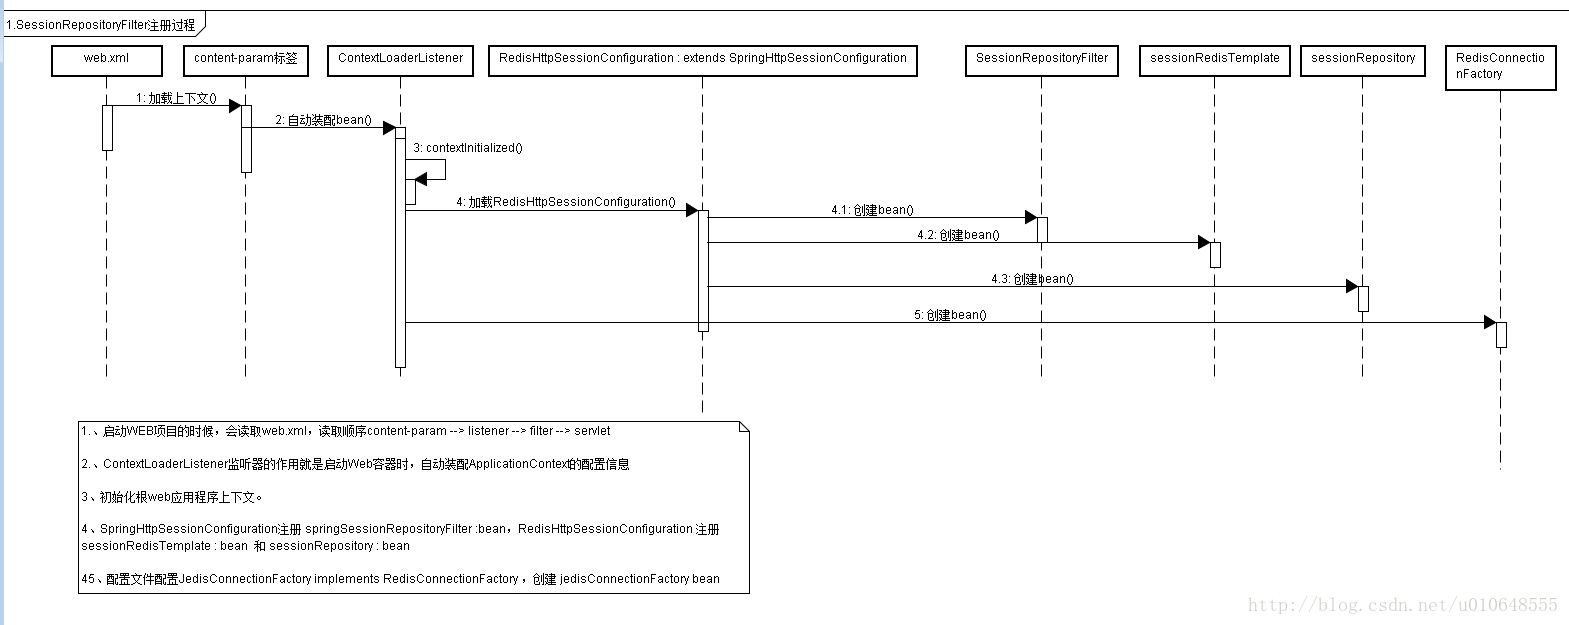 1.SessionRepositoryFilter注册过程
web.xml
content-param标签
ContextLoaderListener
RedisHttpSessionConfiguration : extends SpringHttpSessionConfiguration
SessionRepositoryFilter
sessionRedisTemplate
sessionRepository
RedisConnectio
nFactory
1: 加载上下文()
2: 自动装配bean()
3: contextInitialized()
4: 加载RedisHttpSessionConfiguration()
4.1: 创建bean()
4.2: 创建bean()
4.3: 创建bean()
5: 创建bean()
1.、启动WEB项目的时候，会读取web.xml，读取顺序content-param --> listener --> filter --> servlet
2.、ContextLoaderListener监听器的作用就是启动Web容器时，自动装配ApplicationContext的配置信息
3、初始化根web应用程序上下文。
4、SpringHttpSessionConfiguration注册 springSessionRepositoryFilter :bean，RedisHttpSessionConfiguration 注册
sessionRedisTemplate : bean 和 sessionRepository : bean
45、配置文件配置JedisConnectionFactory implements RedisConnectionFactory ，创建 jedisConnectionFactory bean
http://blog.csdn.net/u010648555